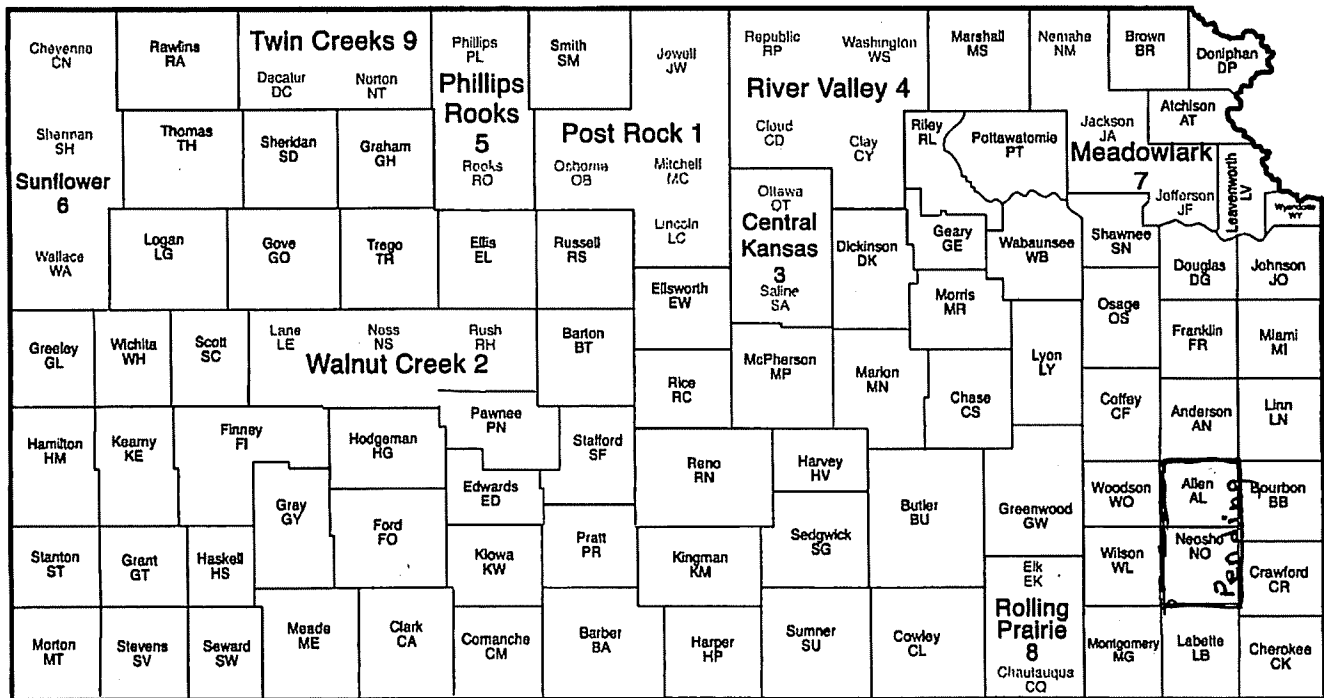 Cheyenne
CN
Rawlins
RA
Twin Creeks 9
Decatur
DC
Norton
NT
Phillips
PL
Phillips
Rooks
5
Rooks
RO
Smith
SM
Jewell
JW
Republic
RP
Washington
WS
River Valley 4
Cloud
CD
Clay
CY
Marshall
MS
Nemaha
NM
Brown
BR
Doniphan
DP
Atchison
AT
Sherman
SH
Sunflower
6
Wallace
WA
Thomas
TH
Sheridan
SD
Graham
GH
Post Rock 1
Osborne
OB
Mitchell
MC
Lincoln
LC
Riley
RL
Pottawatomie
PT
Jackson
JA
Meadowlark
7
Jefferson
JF
Leavenworth
LV
Wyandotte
WY
Ottawa
OT
Central
Kansas
3
Saline
SA
Logan
LG
Gove
GO
Trego
TR
Ellis
EL
Russell
RS
Ellsworth
EW
Dickinson
DK
Geary
GE
Wabaunsee
WB
Shawnee
SN
Douglas
DG
Johnson
JO
Morris
MR
Osage
OS
Franklin
FR
Miami
MI
Greeley
GL
Wichita
WH
Scott
SC
Lane
LE
Ness
NS
Rush
RH
Walnut Creek 2
Barton
BT
Rice
RC
McPherson
MP
Marion
MN
Chase
CS
Lyon
LY
Coffey
CF
Anderson
AN
Linn
LN
Hamilton
HM
Kearny
KE
Finney
FI
Hodgeman
HG
Pawnee
PN
Stafford
SF
Edwards
ED
Reno
RN
Harvey
HV
Gray
GY
Ford
FO
Sedgwick
SG
Butler
BU
Greenwood
GW
Woodson
WO
Allen
AL
Bourbon
BB
Pending
Stanton
ST
Grant
GT
Haskell
HS
Kiowa
KW
Pratt
PR
Kingman
KM
Elk
EK
Rolling
Prairie
8
Chautauqua
CQ
Wilson
WL
Neosho
NO
Crawford
CR
Morton
MT
Stevens
SV
Seward
SW
Meade
ME
Clark
CA
Comanche
CM
Barber
BA
Harper
HP
Sumner
SU
Cowley
CL
Montgomery
MG
Labette
LB
Cherokee
CK